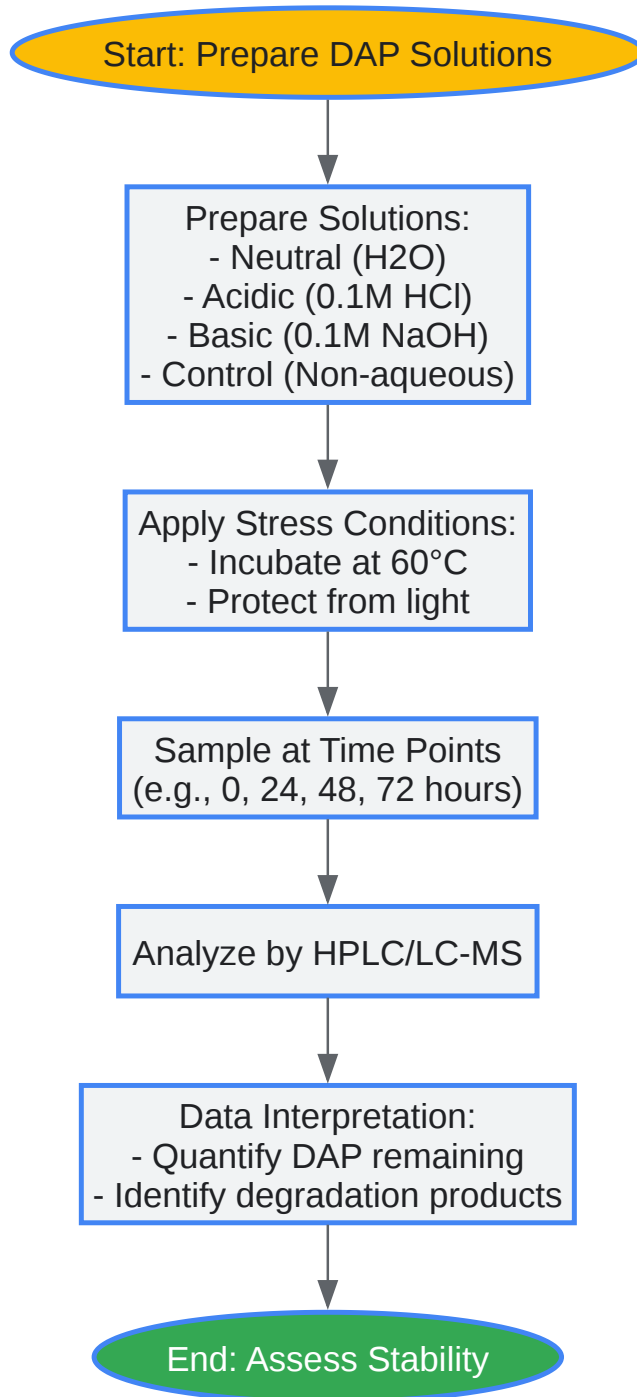 Start: Prepare DAP Solutions
Prepare Solutions:
- Neutral (H2O)
- Acidic (0.1M HCl)
- Basic (0.1M NaOH)
- Control (Non-aqueous)
Apply Stress Conditions:
- Incubate at 60°C
- Protect from light
Sample at Time Points
(e.g., 0, 24, 48, 72 hours)
Analyze by HPLC/LC-MS
Data Interpretation:
- Quantify DAP remaining
- Identify degradation products
End: Assess Stability